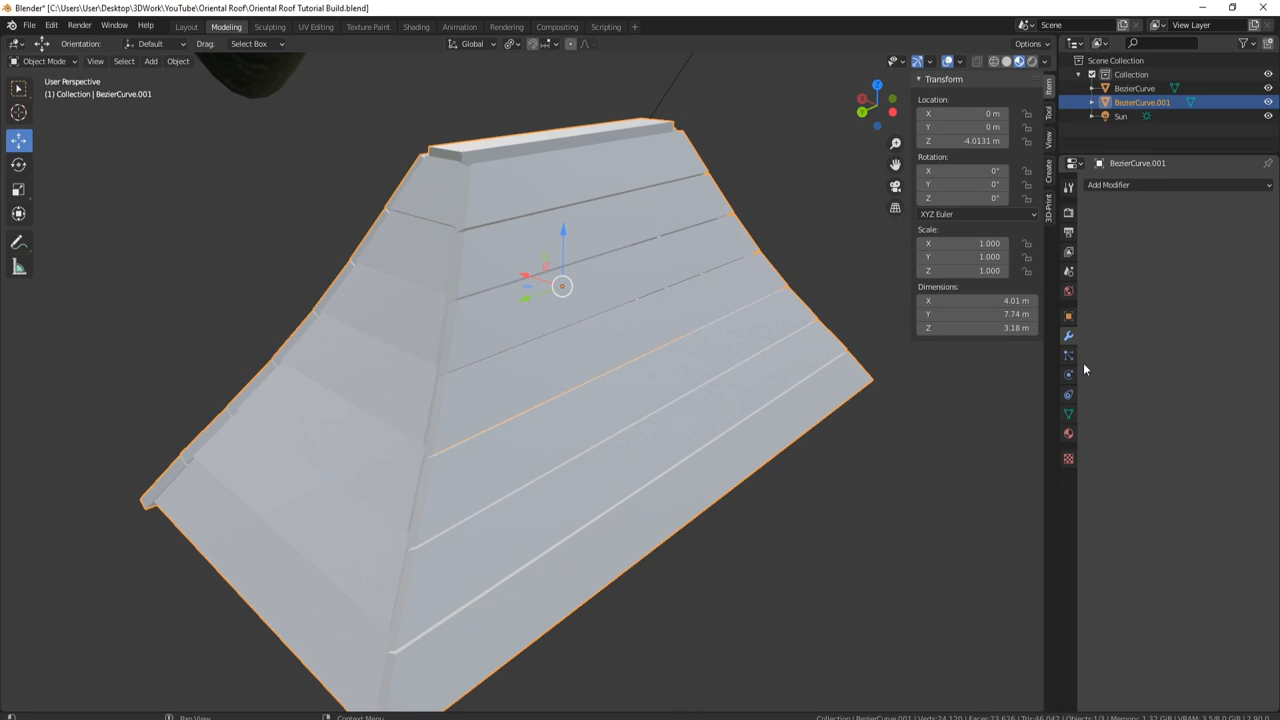 Blender* [C:\Users\User\Desktop\3DWork\YouTube\Oriental Roof\Oriental Roof Tutorial Build.blend]
File Edit Render Window Help Layout Modeling Sculpting UV Editing Texture Paint Shading Animation Rendering Compositing Scripting + Scene View Layer
Orientation: Default Drag: Select Box Global Options
Object Mode View Select Add Object
User Perspective
(1) Collection | BezierCurve.001
Transform
Location:
X 0 m
Y 0 m
Z -4.0131 m
Rotation:
X 0°
Y 0°
Z 0°
XYZ Euler
Scale:
X 1.000
Y 1.000
Z 1.000
Dimensions:
X 4.01 m
Y 7.74 m
Z 3.18 m
Item
Tool
View
Create
3D-Print
Scene Collection
Collection
BezierCurve
BezierCurve.001
Sun
BezierCurve.001
Add Modifier
Z
X
Y
Pan View
Context Menu